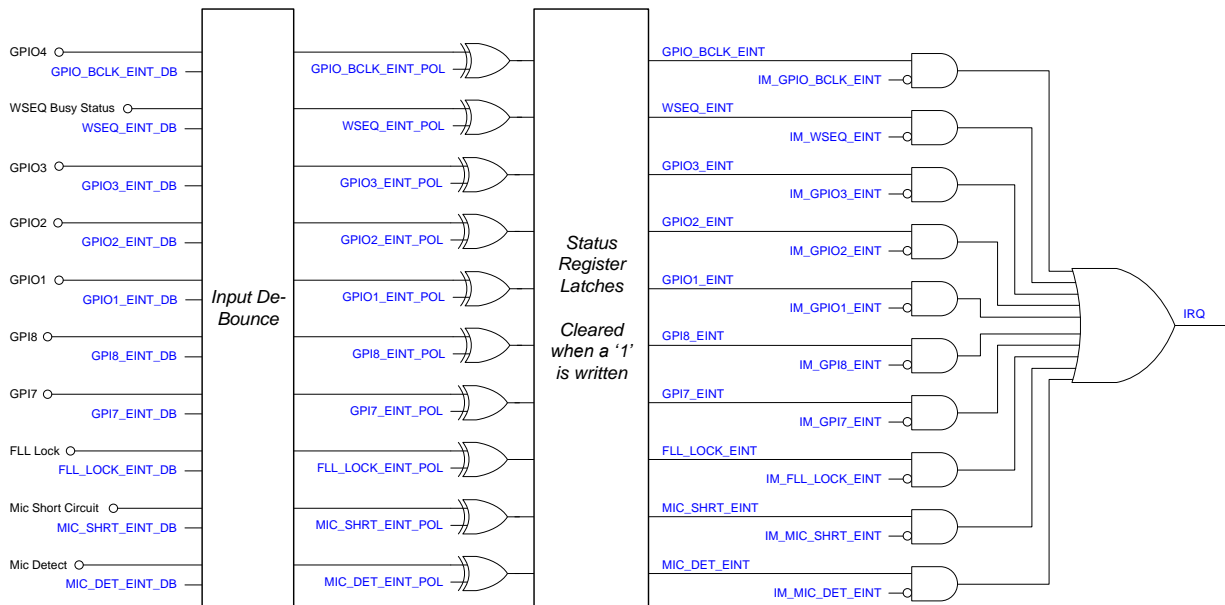 GPIO4
GPIO_BCLK_EINT_DB
GPIO_BCLK_EINT_POL
GPIO_BCLK_EINT
IM_GPIO_BCLK_EINT
WSEQ Busy Status
WSEQ_EINT_DB
WSEQ_EINT_POL
WSEQ_EINT
IM_WSEQ_EINT
GPIO3
GPIO3_EINT_DB
GPIO3_EINT_POL
GPIO3_EINT
IM_GPIO3_EINT
GPIO2
GPIO2_EINT_DB
GPIO2_EINT_POL
GPIO2_EINT
IM_GPIO2_EINT
GPIO1
GPIO1_EINT_DB
GPIO1_EINT_POL
GPIO1_EINT
IM_GPIO1_EINT
GPI8
GPI8_EINT_DB
GPI8_EINT_POL
GPI8_EINT
IM_GPI8_EINT
GPI7
GPI7_EINT_DB
GPI7_EINT_POL
GPI7_EINT
IM_GPI7_EINT
FLL Lock
FLL_LOCK_EINT_DB
FLL_LOCK_EINT_POL
FLL_LOCK_EINT
IM_FLL_LOCK_EINT
Mic Short Circuit
MIC_SHRT_EINT_DB
MIC_SHRT_EINT_POL
MIC_SHRT_EINT
IM_MIC_SHRT_EINT
Mic Detect
MIC_DET_EINT_DB
MIC_DET_EINT_POL
MIC_DET_EINT
IM_MIC_DET_EINT
Input De-
Bounce
Status
Register
Latches
Cleared
when a ‘1’
is written
IRQ